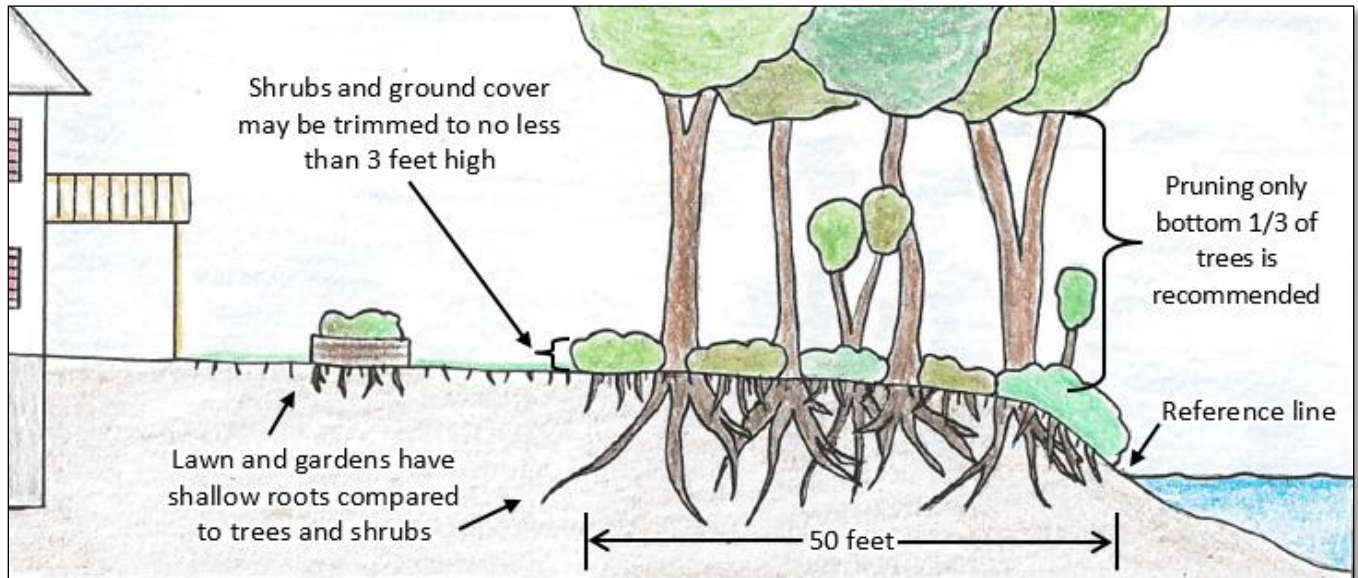 Shrubs and ground cover
may be trimmed to no less
than 3 feet high
Pruning only
bottom 1/3 of
trees is
recommended
Reference line
Lawn and gardens have
shallow roots compared
to trees and shrubs
50 feet